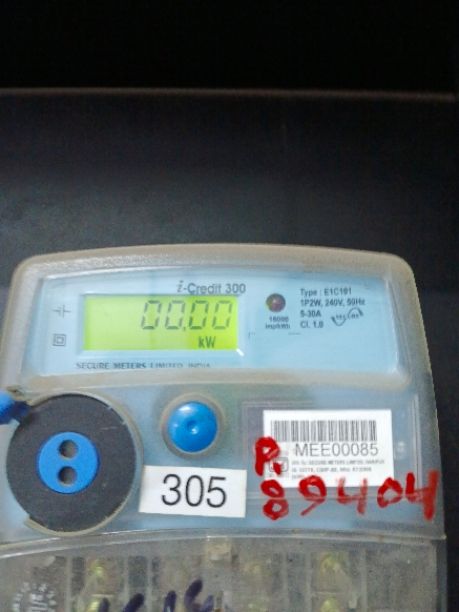 i-Credit 300
00.00
kW
Type : E1C101
1P2W, 240V, 50Hz
5-30A
Cl. 1.0
16000
imp/kWh
SECURE METERS LIMITED, INDIA
MEE00085
305
89404